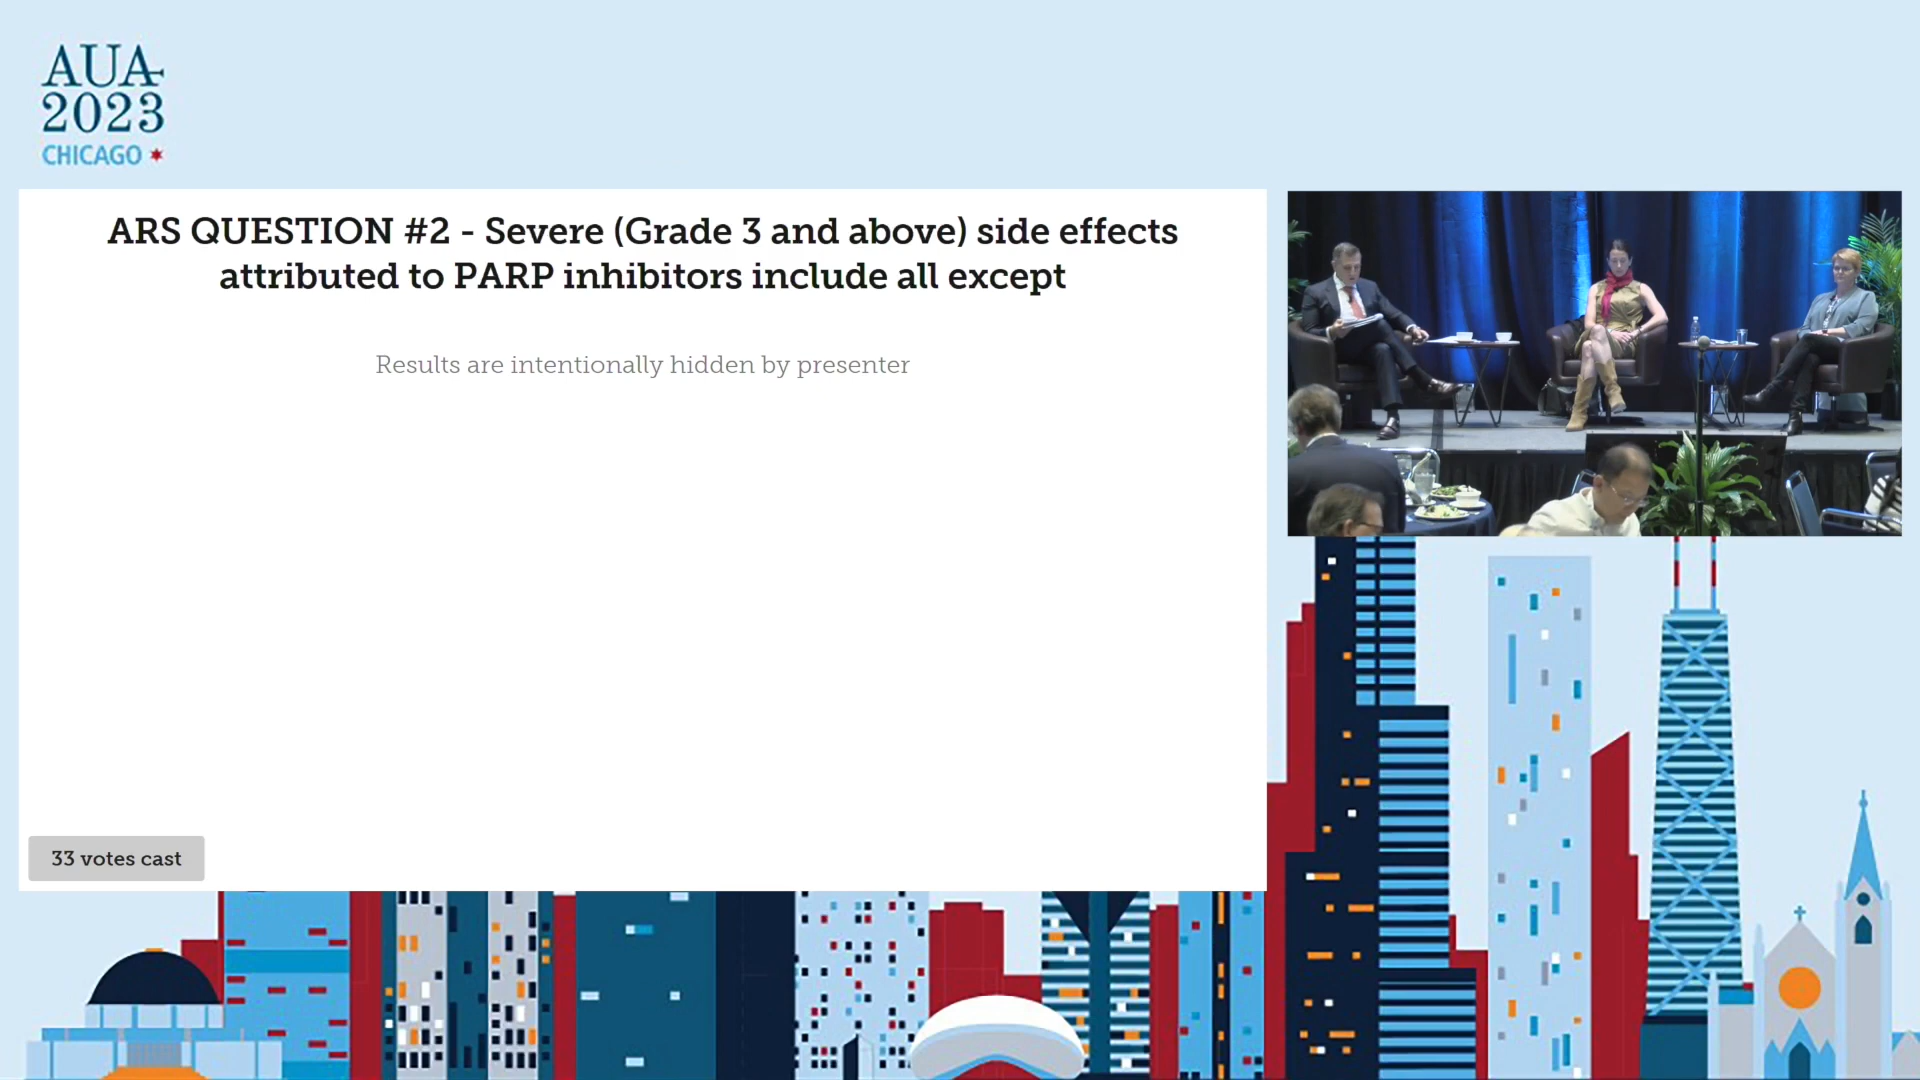 AUA
2023
CHICAGO
ARS QUESTION #2 - Severe (Grade 3 and above) side effects
attributed to PARP inhibitors include all except
Results are intentionally hidden by presenter
33 votes cast